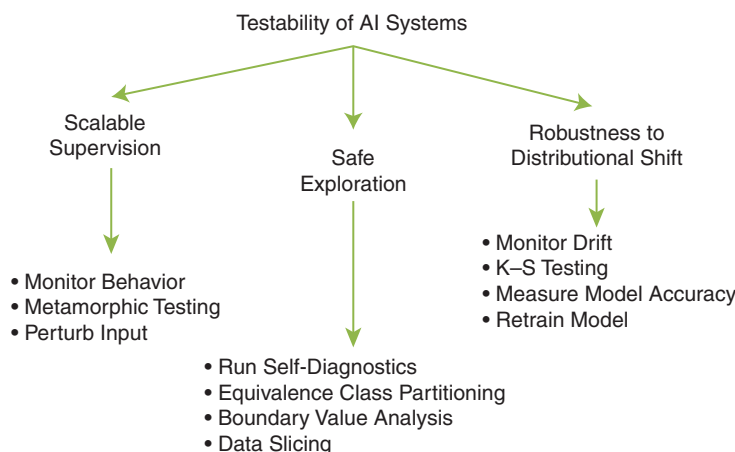 Testability of AI Systems
Scalable
Supervision
• Monitor Behavior
• Metamorphic Testing
• Perturb Input
Safe
Exploration
• Run Self-Diagnostics
• Equivalence Class Partitioning
• Boundary Value Analysis
• Data Slicing
Robustness to
Distributional Shift
• Monitor Drift
• K–S Testing
• Measure Model Accuracy
• Retrain Model